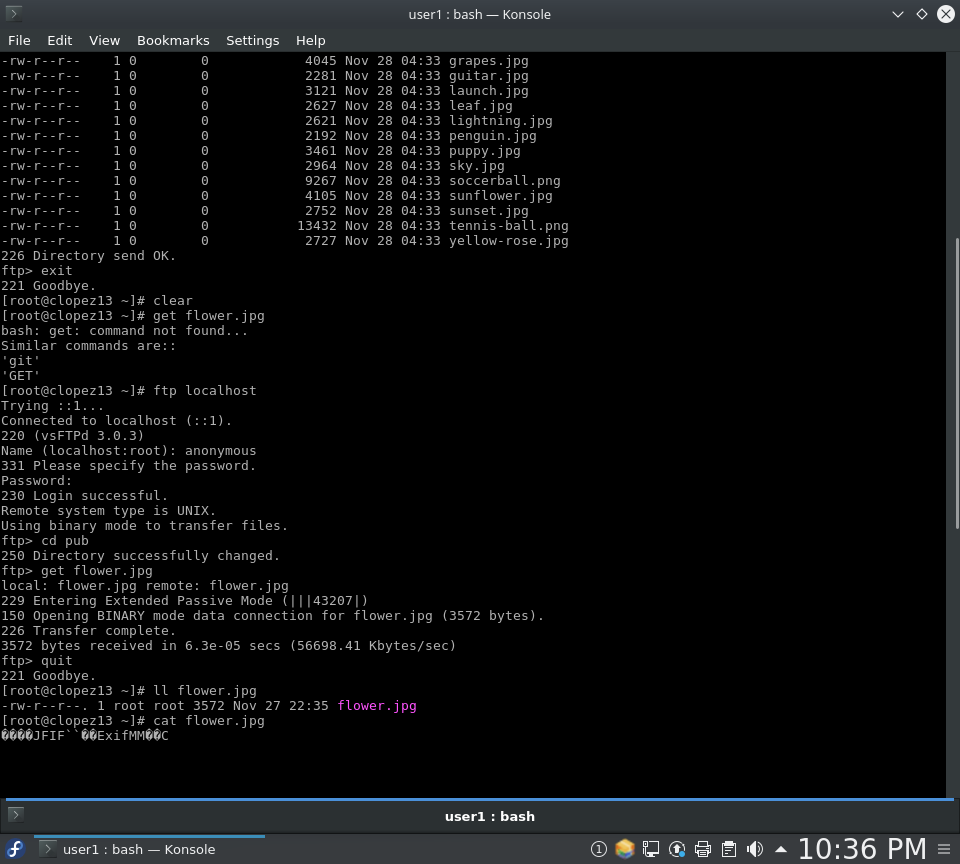 user1 : bash — Konsole
File Edit View Bookmarks Settings Help
-rw-r--r-- 1 0 0 4045 Nov 28 04:33 grapes.jpg
-rw-r--r-- 1 0 0 2281 Nov 28 04:33 guitar.jpg
-rw-r--r-- 1 0 0 3121 Nov 28 04:33 launch.jpg
-rw-r--r-- 1 0 0 2627 Nov 28 04:33 leaf.jpg
-rw-r--r-- 1 0 0 2621 Nov 28 04:33 lightning.jpg
-rw-r--r-- 1 0 0 2192 Nov 28 04:33 penguin.jpg
-rw-r--r-- 1 0 0 3461 Nov 28 04:33 puppy.jpg
-rw-r--r-- 1 0 0 2964 Nov 28 04:33 sky.jpg
-rw-r--r-- 1 0 0 9267 Nov 28 04:33 soccerball.png
-rw-r--r-- 1 0 0 4105 Nov 28 04:33 sunflower.jpg
-rw-r--r-- 1 0 0 2752 Nov 28 04:33 sunset.jpg
-rw-r--r-- 1 0 0 13432 Nov 28 04:33 tennis-ball.png
-rw-r--r-- 1 0 0 2727 Nov 28 04:33 yellow-rose.jpg
226 Directory send OK.
ftp> exit
221 Goodbye.
[root@clopez13 ~]# clear
[root@clopez13 ~]# get flower.jpg
bash: get: command not found...
Similar commands are::
'git'
'GET'
[root@clopez13 ~]# ftp localhost
Trying ::1...
Connected to localhost (::1).
220 (vsFTPd 3.0.3)
Name (localhost:root): anonymous
331 Please specify the password.
Password:
230 Login successful.
Remote system type is UNIX.
Using binary mode to transfer files.
ftp> cd pub
250 Directory successfully changed.
ftp> get flower.jpg
local: flower.jpg remote: flower.jpg
229 Entering Extended Passive Mode (|||43207|)
150 Opening BINARY mode data connection for flower.jpg (3572 bytes).
226 Transfer complete.
3572 bytes received in 6.3e-05 secs (56698.41 Kbytes/sec)
ftp> quit
221 Goodbye.
[root@clopez13 ~]# ll flower.jpg
-rw-r--r--. 1 root root 3572 Nov 27 22:35 flower.jpg
[root@clopez13 ~]# cat flower.jpg
����JFIF``��ExifMM��C
user1 : bash
user1 : bash — Konsole
1
10:36 PM